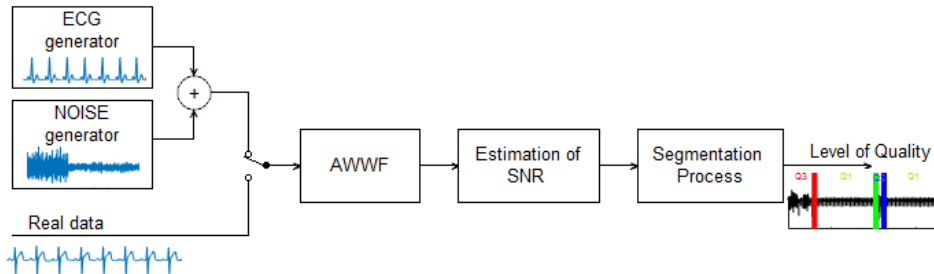 ECG
generator
NOISE
generator
+
Real data
AWWF
Estimation of
SNR
Segmentation
Process
Level of Quality
Q3
Q1
Q1